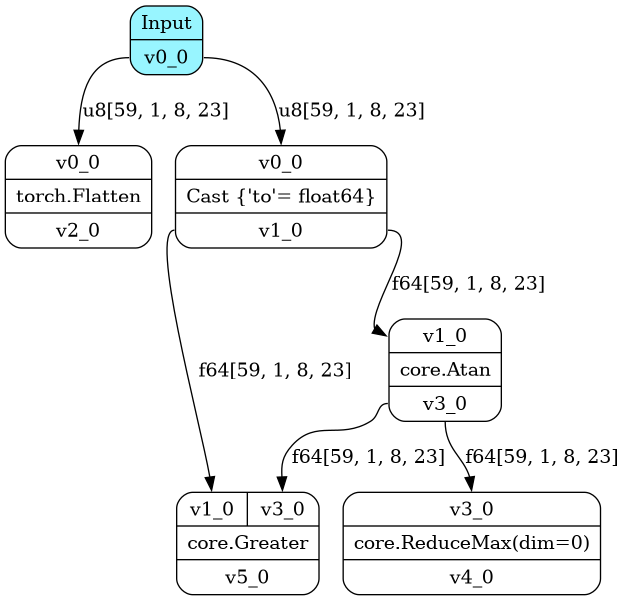 Input
v0_0
u8[59, 1, 8, 23]
u8[59, 1, 8, 23]
v0_0
torch.Flatten
v2_0
v0_0
Cast {'to'= float64}
v1_0
f64[59, 1, 8, 23]
f64[59, 1, 8, 23]
v1_0
core.Atan
v3_0
f64[59, 1, 8, 23]
f64[59, 1, 8, 23]
v1_0
v3_0
core.Greater
v5_0
v3_0
core.ReduceMax(dim=0)
v4_0